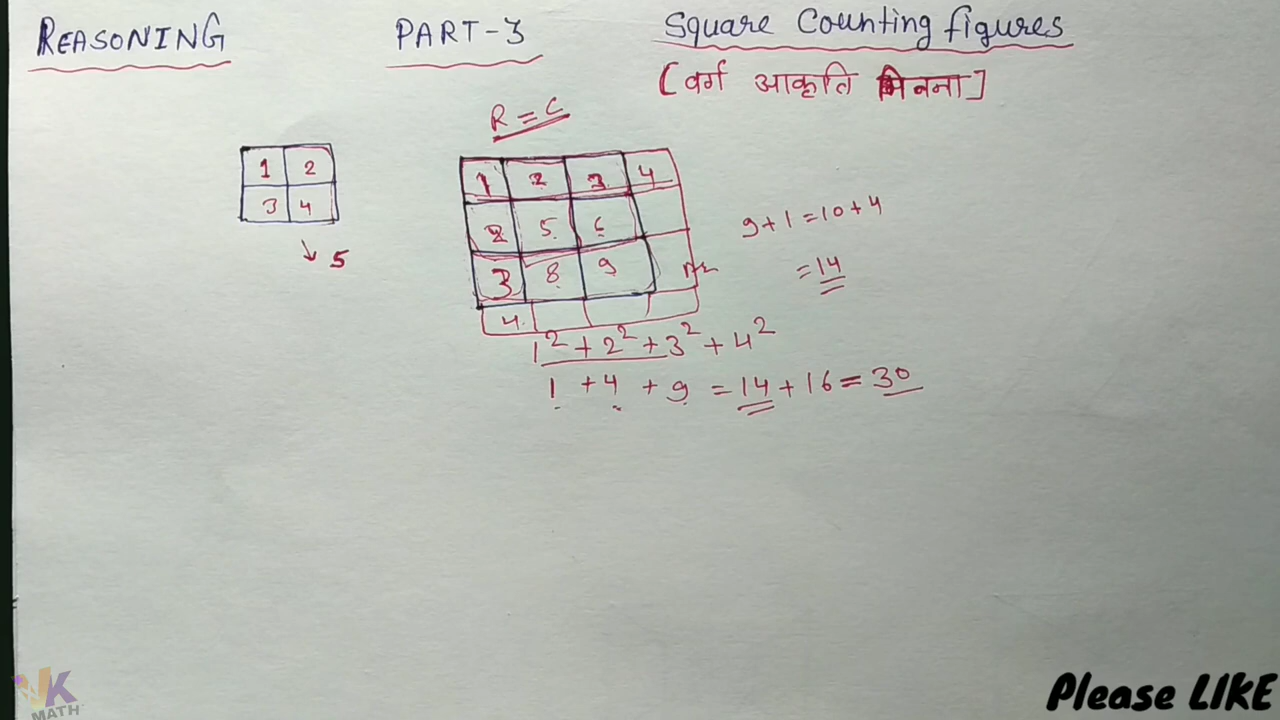 REASONING PART-3 Square Counting figures
[वर्ग आकृति गिनना]
R = C
1 2
3 4
5
1 2 3 4
2 5 6
3 8 9
4
9+1=10+4
=14
1² + 2² + 3² + 4²
1 + 4 + 9 = 14 + 16 = 30
VK
MATH
Please LIKE